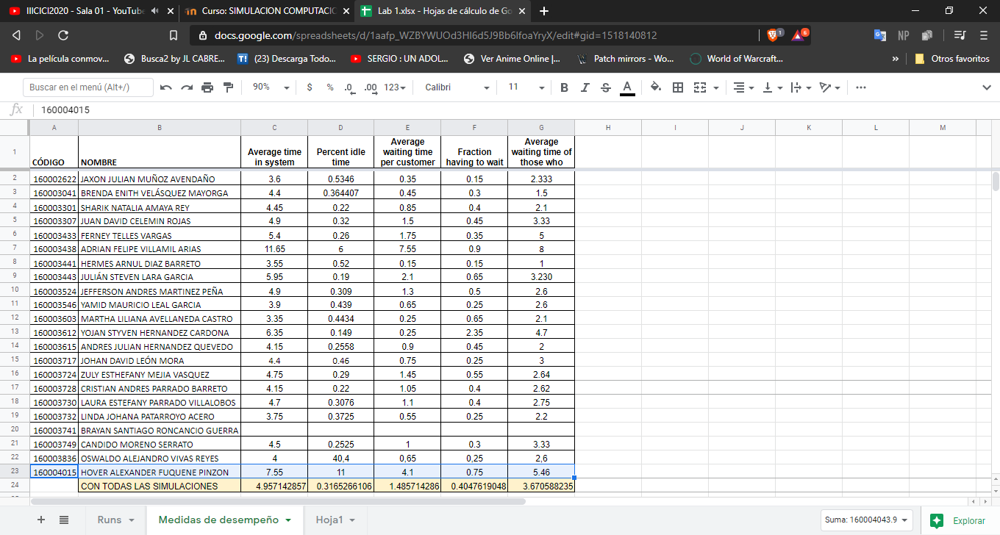 IIICICI2020 - Sala 01 - YouTube
Curso: SIMULACION COMPUTACIO
Lab 1.xlsx - Hojas de cálculo de Go
docs.google.com/spreadsheets/d/1aafp_WZBYWUOd3HI6d5J9Bb6lfoaYryX/edit#gid=1518140812
1
6
NP
La película conmov...
Busca2 by JL CABRE...
T!
(23) Descarga Todo...
SERGIO : UN ADOL...
Ver Anime Online |...
Patch mirrors - Wo...
World of Warcraft...
»
Otros favoritos
Buscar en el menú (Alt+/)
90%
$ % .0 .00 123
Calibri
11
B I S A
fx 160004015
A B C D E F G H I J K L M
1 CÓDIGO NOMBRE Average time in system Percent idle time Average waiting time per customer Fraction having to wait Average waiting time of those who
2 160002622 JAXON JULIAN MUÑOZ AVENDAÑO 3.6 0.5346 0.35 0.15 2.333
3 160003041 BRENDA ENITH VELÁSQUEZ MAYORGA 4.4 0.364407 0.45 0.3 1.5
4 160003301 SHARIK NATALIA AMAYA REY 4.45 0.22 0.85 0.4 2.1
5 160003307 JUAN DAVID CELEMIN ROJAS 4.9 0.32 1.5 0.45 3.33
6 160003433 FERNEY TELLES VARGAS 5.4 0.26 1.75 0.35 5
7 160003438 ADRIAN FELIPE VILLAMIL ARIAS 11.65 6 7.55 0.9 8
8 160003441 HERMES ARNUL DIAZ BARRETO 3.55 0.52 0.15 0.15 1
9 160003443 JULIÁN STEVEN LARA GARCIA 5.95 0.19 2.1 0.65 3.230
10 160003524 JEFFERSON ANDRES MARTINEZ PEÑA 4.9 0.309 1.3 0.5 2.6
11 160003546 YAMID MAURICIO LEAL GARCIA 3.9 0.439 0.65 0.25 2.6
12 160003603 MARTHA LILIANA AVELLANEDA CASTRO 3.35 0.4434 0.25 0.65 2.1
13 160003612 YOJAN STYVEN HERNANDEZ CARDONA 6.35 0.149 0.25 2.35 4.7
14 160003615 ANDRES JULIAN HERNANDEZ QUEVEDO 4.15 0.2558 0.9 0.45 2
15 160003717 JOHAN DAVID LEÓN MORA 4.4 0.46 0.75 0.25 3
16 160003724 ZULY ESTHEFANY MEJIA VASQUEZ 4.75 0.29 1.45 0.55 2.64
17 160003728 CRISTIAN ANDRES PARRADO BARRETO 4.15 0.22 1.05 0.4 2.62
18 160003730 LAURA ESTEFANY PARRADO VILLALOBOS 4.7 0.3076 1.1 0.4 2.75
19 160003732 LINDA JOHANA PATARROYO ACERO 3.75 0.3725 0.55 0.25 2.2
20 160003741 BRAYAN SANTIAGO RONCANCIO GUERRA
21 160003749 CANDIDO MORENO SERRATO 4.5 0.2525 1 0.3 3.33
22 160003836 OSWALDO ALEJANDRO VIVAS REYES 4 40,4 0,65 0,25 2,6
23 160004015 HOVER ALEXANDER FUQUENE PINZON 7.55 11 4.1 0.75 5.46
24 CON TODAS LAS SIMULACIONES 4.957142857 0.3165266106 1.485714286 0.4047619048 3.670588235
Runs
Medidas de desempeño
Hoja1
Suma: 160004043.9
Explorar